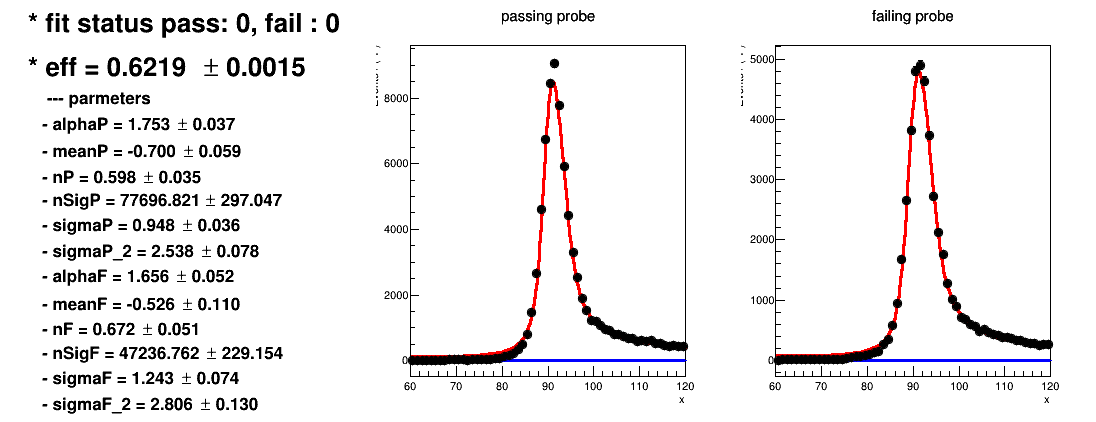 * fit status pass: 0, fail : 0
* eff = 0.6219 ± 0.0015
--- parmeters
- alphaP = 1.753 ± 0.037
- meanP = -0.700 ± 0.059
- nP = 0.598 ± 0.035
- nSigP = 77696.821 ± 297.047
- sigmaP = 0.948 ± 0.036
- sigmaP_2 = 2.538 ± 0.078
- alphaF = 1.656 ± 0.052
- meanF = -0.526 ± 0.110
- nF = 0.672 ± 0.051
- nSigF = 47236.762 ± 229.154
- sigmaF = 1.243 ± 0.074
- sigmaF_2 = 2.806 ± 0.130
passing probe
8000
6000
4000
2000
0
60 70 80 90 100 110 120
x
failing probe
5000
4000
3000
2000
1000
0
60 70 80 90 100 110 120
x